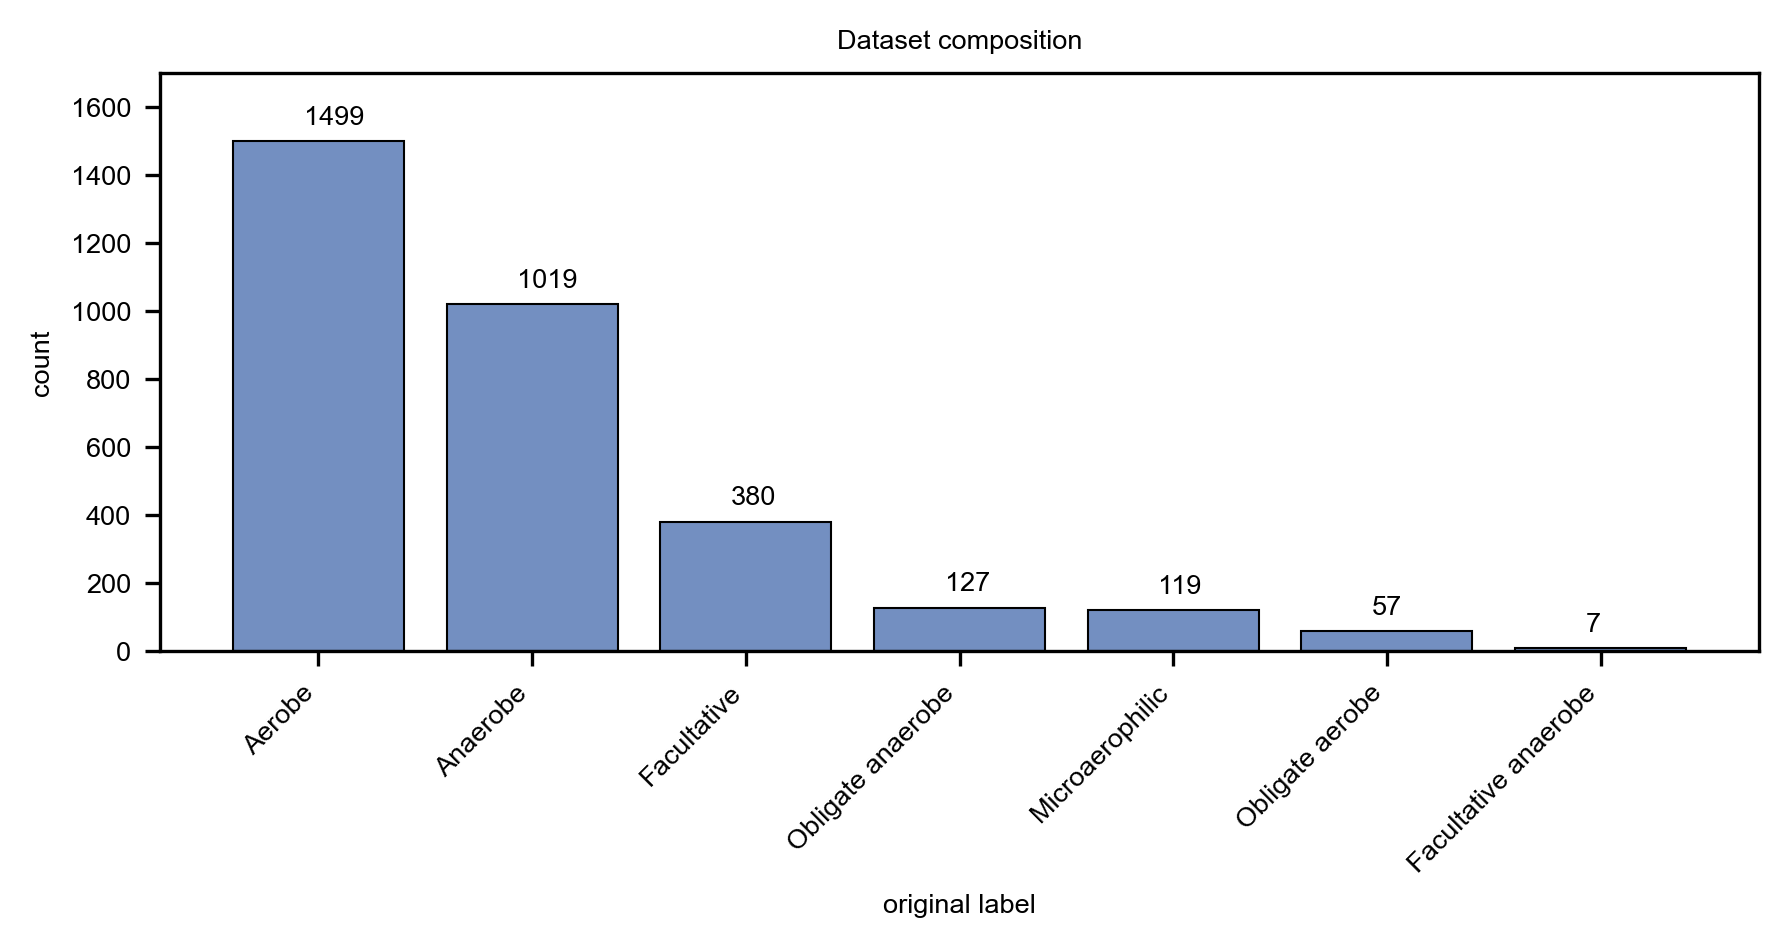 Dataset composition
count
1600
1400
1200
1000
800
600
400
200
0
1499
1019
380
127
119
57
7
Aerobe
Anaerobe
Facultative
Obligate anaerobe
Microaerophilic
Obligate aerobe
Facultative anaerobe
original label